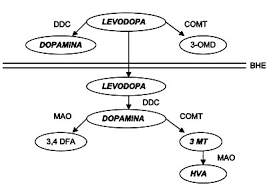 DDC LEVODOPA COMT
DOPAMINA 3-OMD
BHE
LEVODOPA
DDC
MAO DOPAMINA COMT
3,4 DFA 3 MT
MAO
HVA